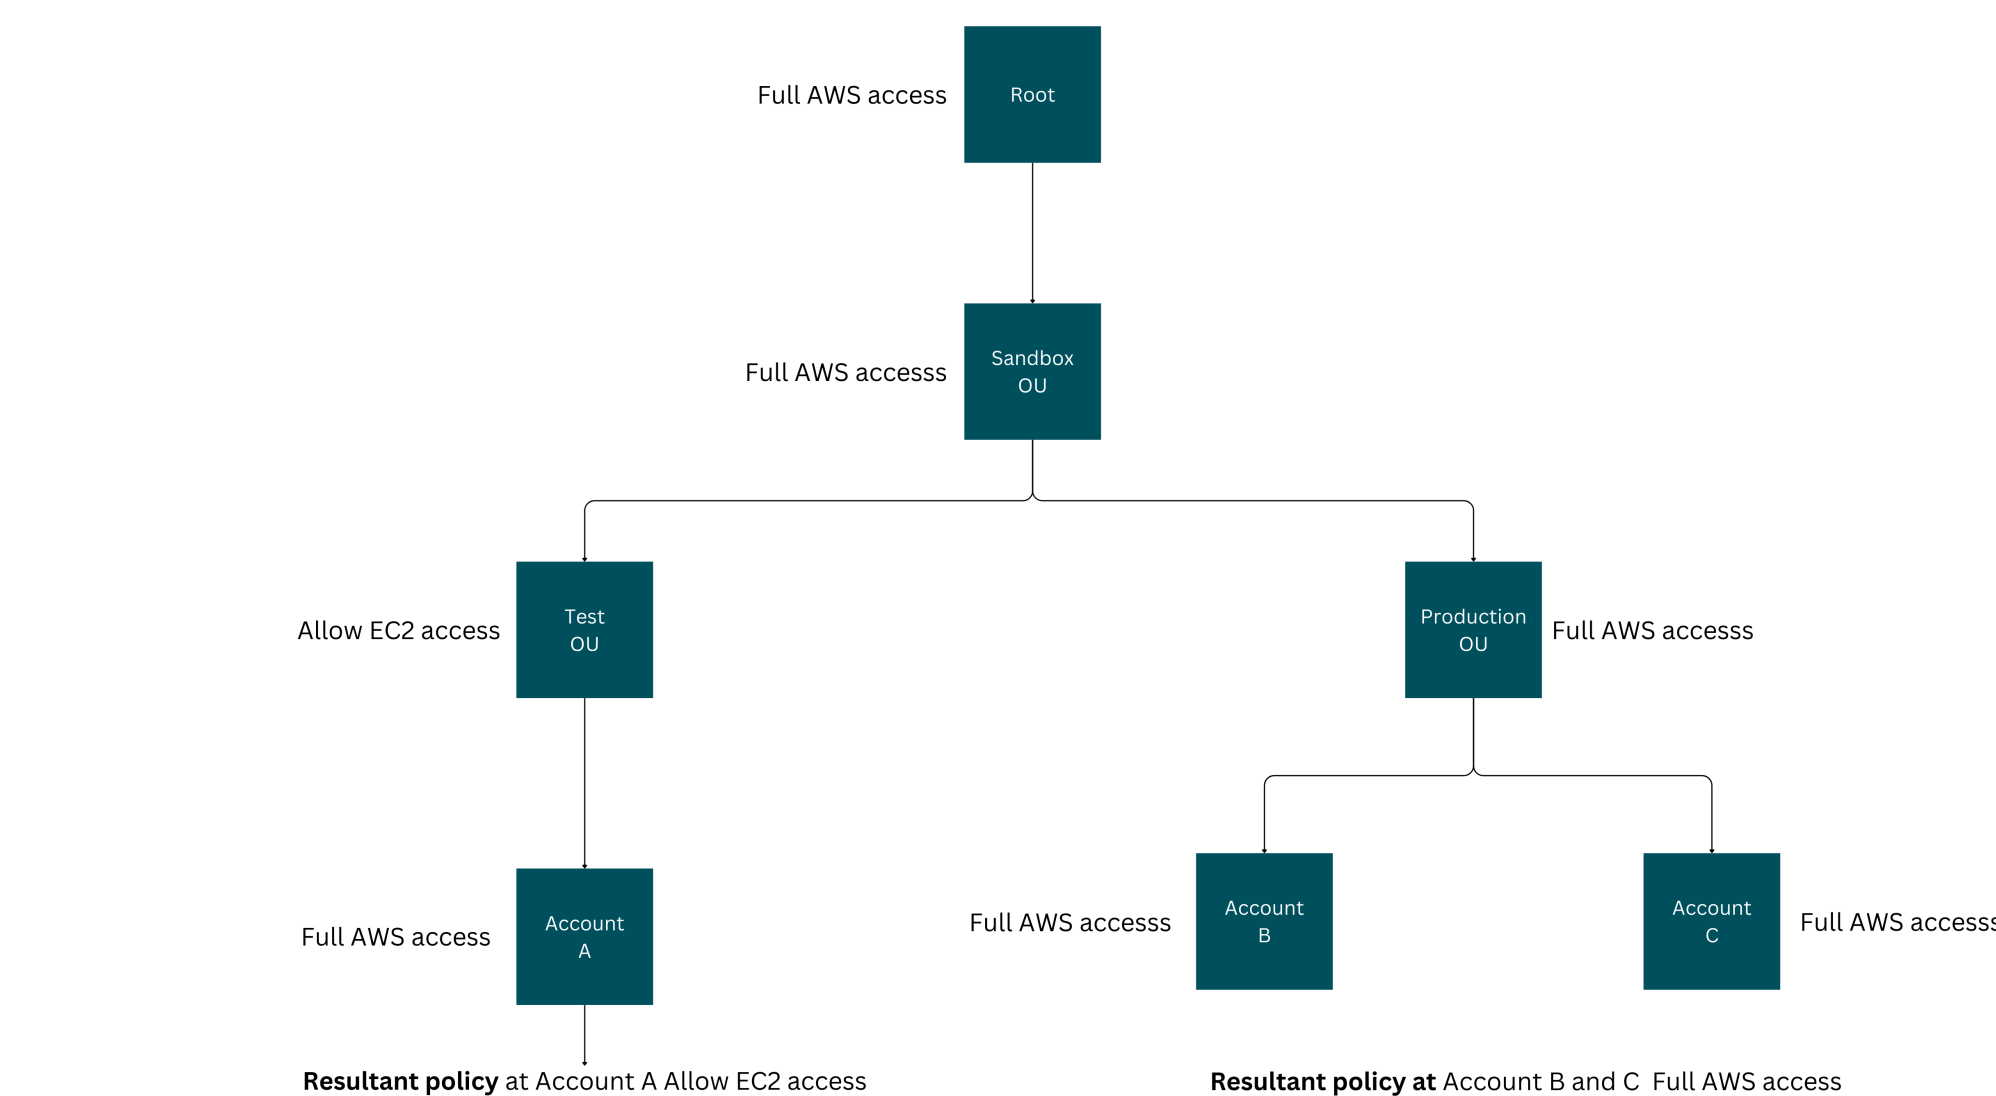 Full AWS access
Root
Full AWS accesss
Sandbox
OU
Allow EC2 access
Test
OU
Production
OU
Full AWS accesss
Full AWS access
Account
A
Full AWS accesss
Account
B
Account
C
Full AWS accesss
Resultant policy at Account A Allow EC2 access
Resultant policy at Account B and C  Full AWS access